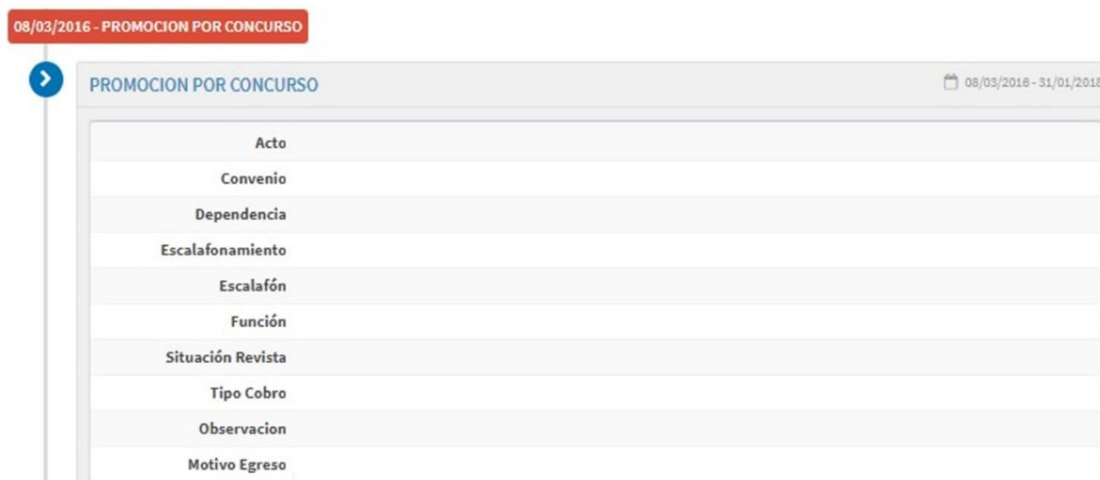 08/03/2016 - PROMOCION POR CONCURSO
PROMOCION POR CONCURSO 08/03/2016 - 31/01/2018
Acto
Convenio
Dependencia
Escalafonamiento
Escalafón
Función
Situación Revista
Tipo Cobro
Observacion
Motivo Egreso